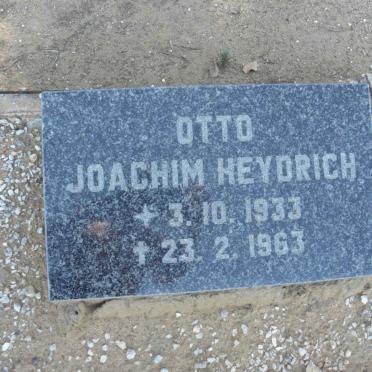 OTTO
JOACHIM HEYDRICH
* 3. 10. 1933
† 23. 2. 1963